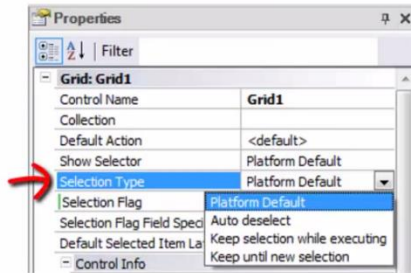 Properties
Filter
Grid: Grid1
Control Name Grid1
Collection
Default Action <default>
Show Selector Platform Default
Selection Type Platform Default
Selection Flag Platform Default
Auto deselect
Selection Flag Field Speci Keep selection while executing
Default Selected Item La Keep until new selection
Control Info